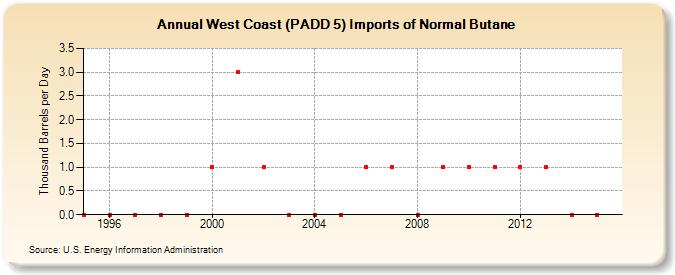 Annual West Coast (PADD 5) Imports of Normal Butane
Thousand Barrels per Day
3.5
3.0
2.5
2.0
1.5
1.0
0.5
0.0
1996 2000 2004 2008 2012
Source: U.S. Energy Information Administration